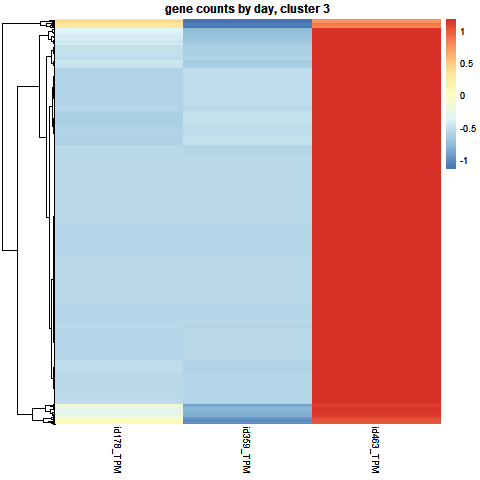 gene counts by day, cluster 3
1
0.5
0
-0.5
-1
id178_TPM
id359_TPM
id463_TPM